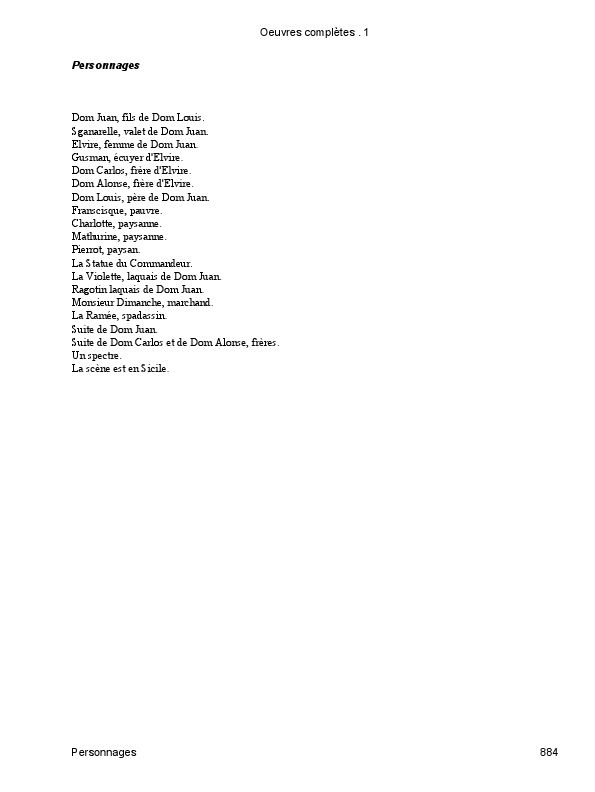 Oeuvres complètes . 1
Personnages
Dom Juan, fils de Dom Louis.
Sganarelle, valet de Dom Juan.
Elvire, femme de Dom Juan.
Gusman, écuyer d'Elvire.
Dom Carlos, frère d'Elvire.
Dom Alonse, frère d'Elvire.
Dom Louis, père de Dom Juan.
Franscisque, pauvre.
Charlotte, paysanne.
Mathurine, paysanne.
Pierrot, paysan.
La Statue du Commandeur.
La Violette, laquais de Dom Juan.
Ragotin laquais de Dom Juan.
Monsieur Dimanche, marchand.
La Ramée, spadassin.
Suite de Dom Juan.
Suite de Dom Carlos et de Dom Alonse, frères.
Un spectre.
La scène est en Sicile.
Personnages 884